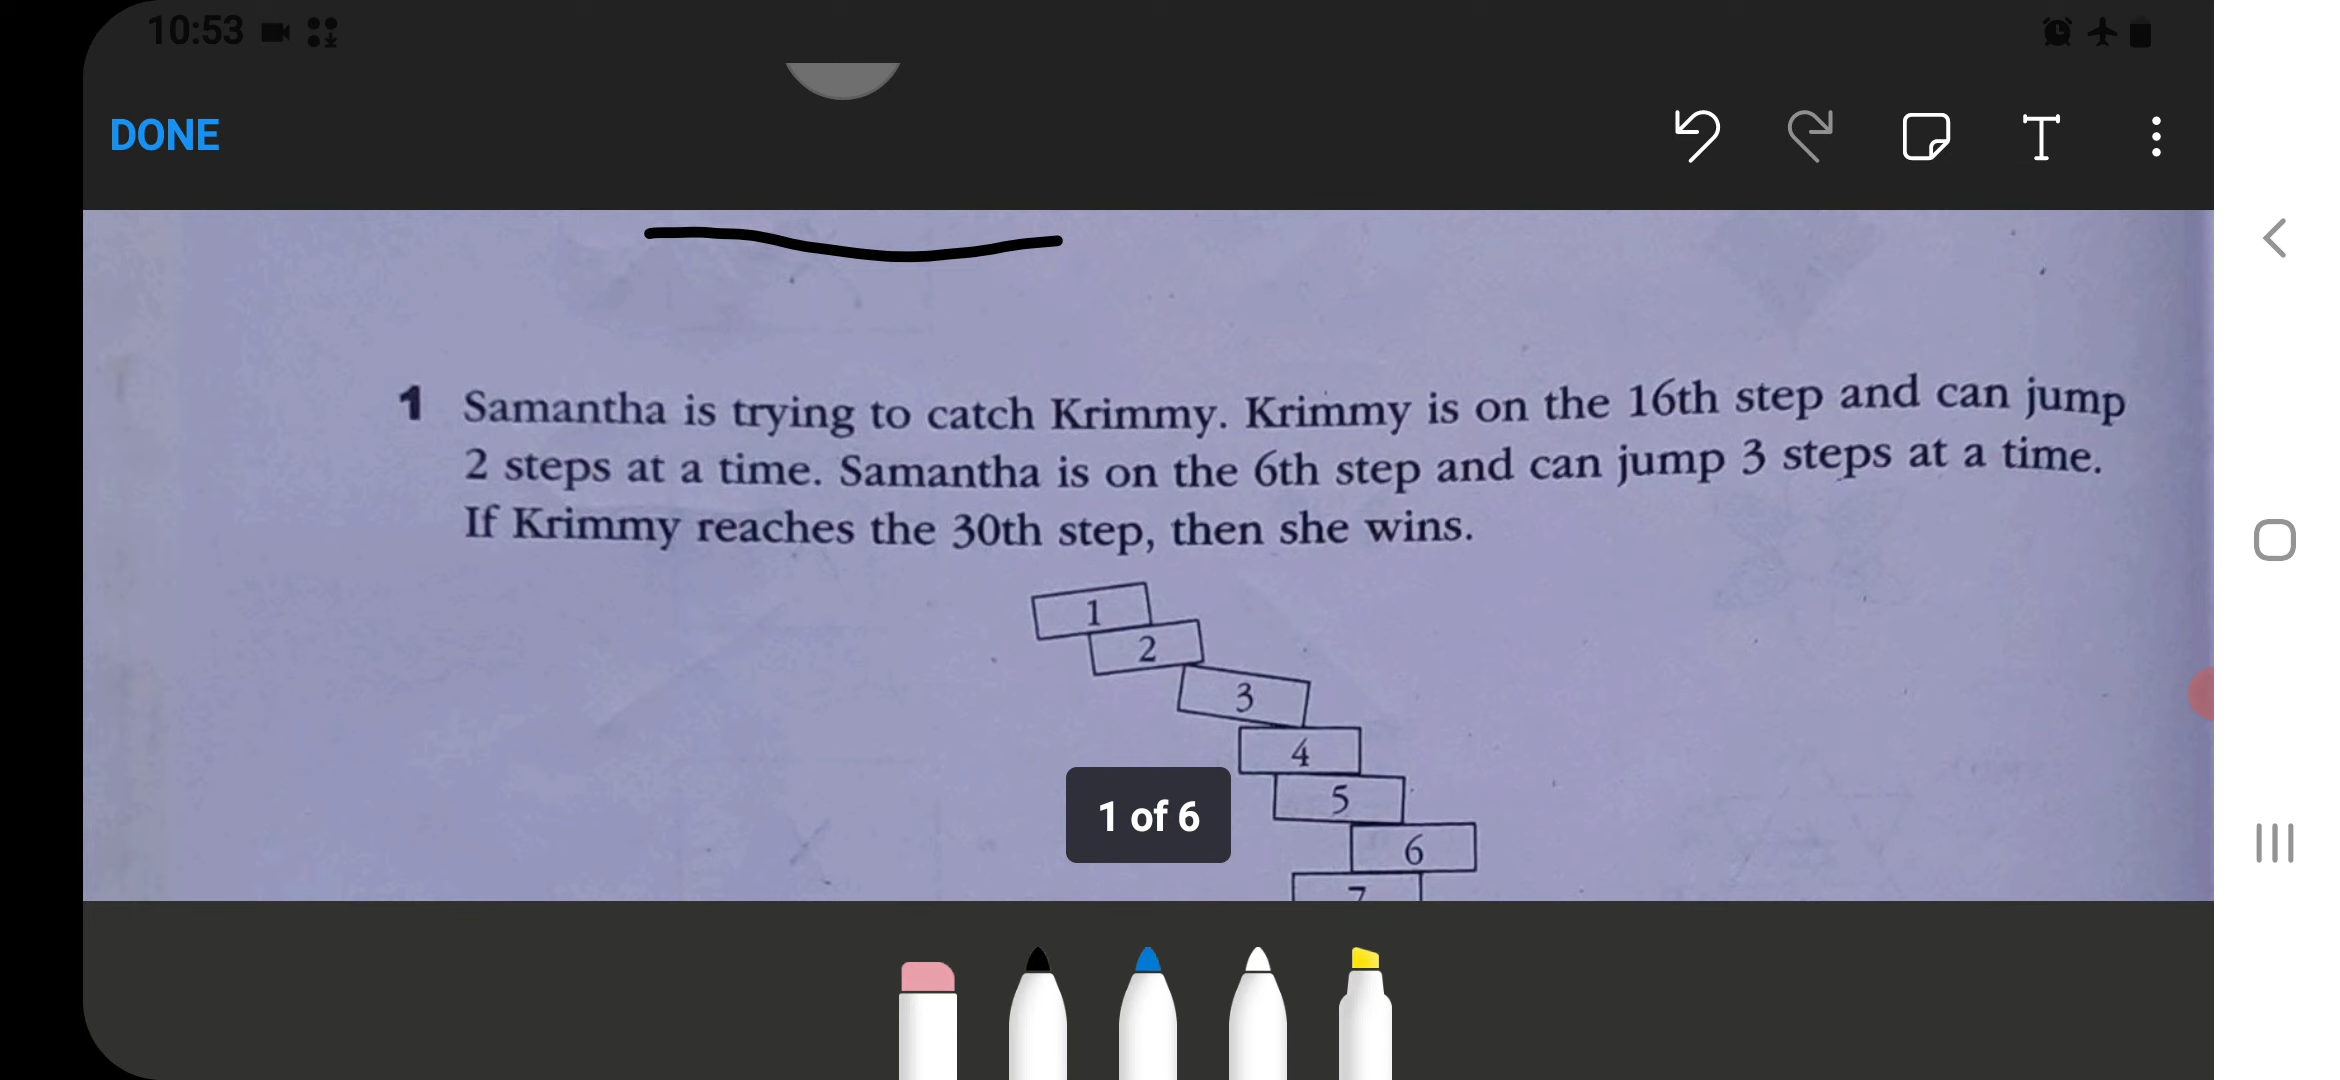 10:53
DONE
T
1 Samantha is trying to catch Krimmy. Krimmy is on the 16th step and can jump
2 steps at a time. Samantha is on the 6th step and can jump 3 steps at a time.
If Krimmy reaches the 30th step, then she wins.
1
2
3
4
5
6
7
1 of 6